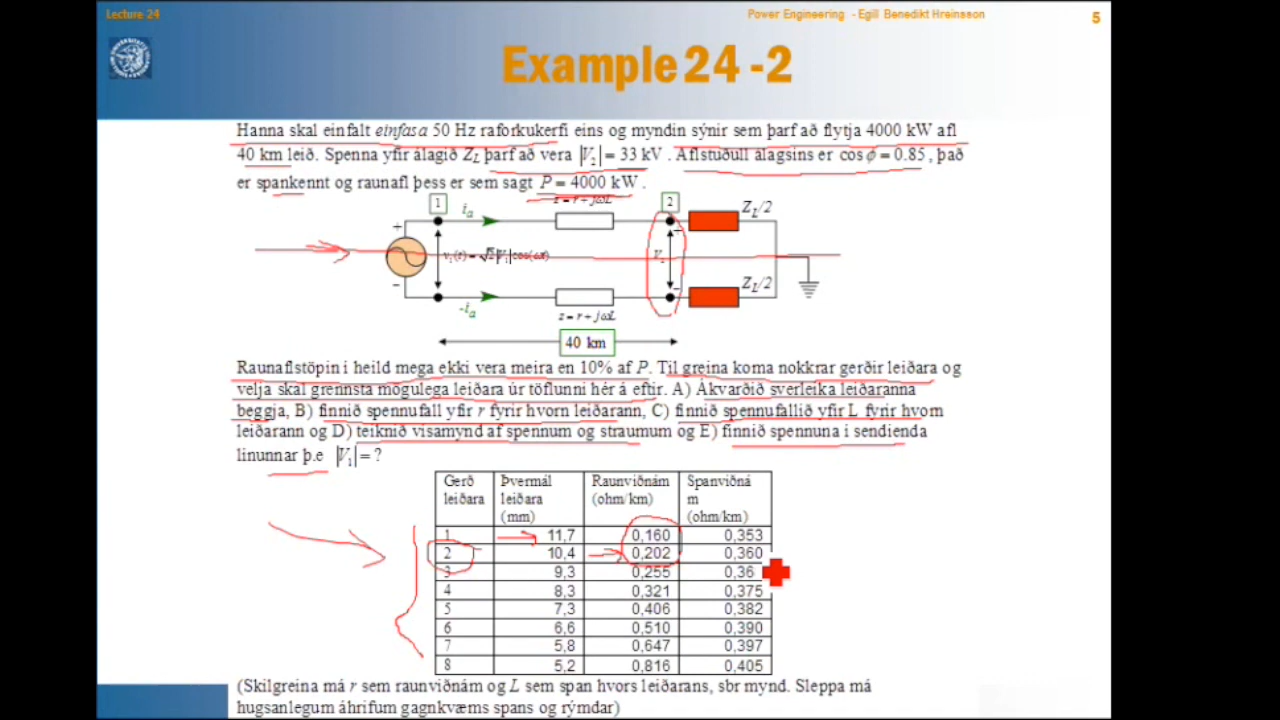 Lecture 24
Power Engineering - Egill Benedikt Hreinsson
5
Example 24 -2
Hanna skal einfalt einfasa 50 Hz raforkukerfi eins og myndin sýnir sem þarf að flytja 4000 kW afl
40 km leið. Spenna yfir álagið Z_L þarf að vera |V₂| = 33 kV . Aflstuðull álagsins er cos ϕ = 0.85 , það
er spankennt og raunafl þess er sem sagt P = 4000 kW .
1
i_a
z = r + jωL
2
Z_L/2
+
+
v₁(t) = √2|V₁|cos(ωt)
V₂
-
-
-i_a
z = r + jωL
Z_L/2
40 km
Raunaflstöpin í heild mega ekki vera meira en 10% af P. Til greina koma nokkrar gerðir leiðara og
velja skal grennsta mögulega leiðara úr töflunni hér á eftir. A) Ákvarðið sverleika leiðaranna
beggja, B) finnið spennufall yfir r fyrir hvorn leiðarann, C) finnið spennufallið yfir L fyrir hvorn
leiðarann og D) teiknið vísamynd af spennum og straumum og E) finnið spennuna í sendienda
línunnar þ.e |V₁| = ?
Gerð leiðara Þvermál leiðara (mm) Raunviðnám (ohm/km) Spanviðnám (ohm/km)
1 11,7 0,160 0,353
2 10,4 0,202 0,360
3 9,3 0,255 0,36
4 8,3 0,321 0,375
5 7,3 0,406 0,382
6 6,6 0,510 0,390
7 5,8 0,647 0,397
8 5,2 0,816 0,405
(Skilgreina má r sem raunviðnám og L sem span hvors leiðarans, sbr mynd. Sleppa má
hugsanlegum áhrifum gagnkvæms spans og rýmdar)